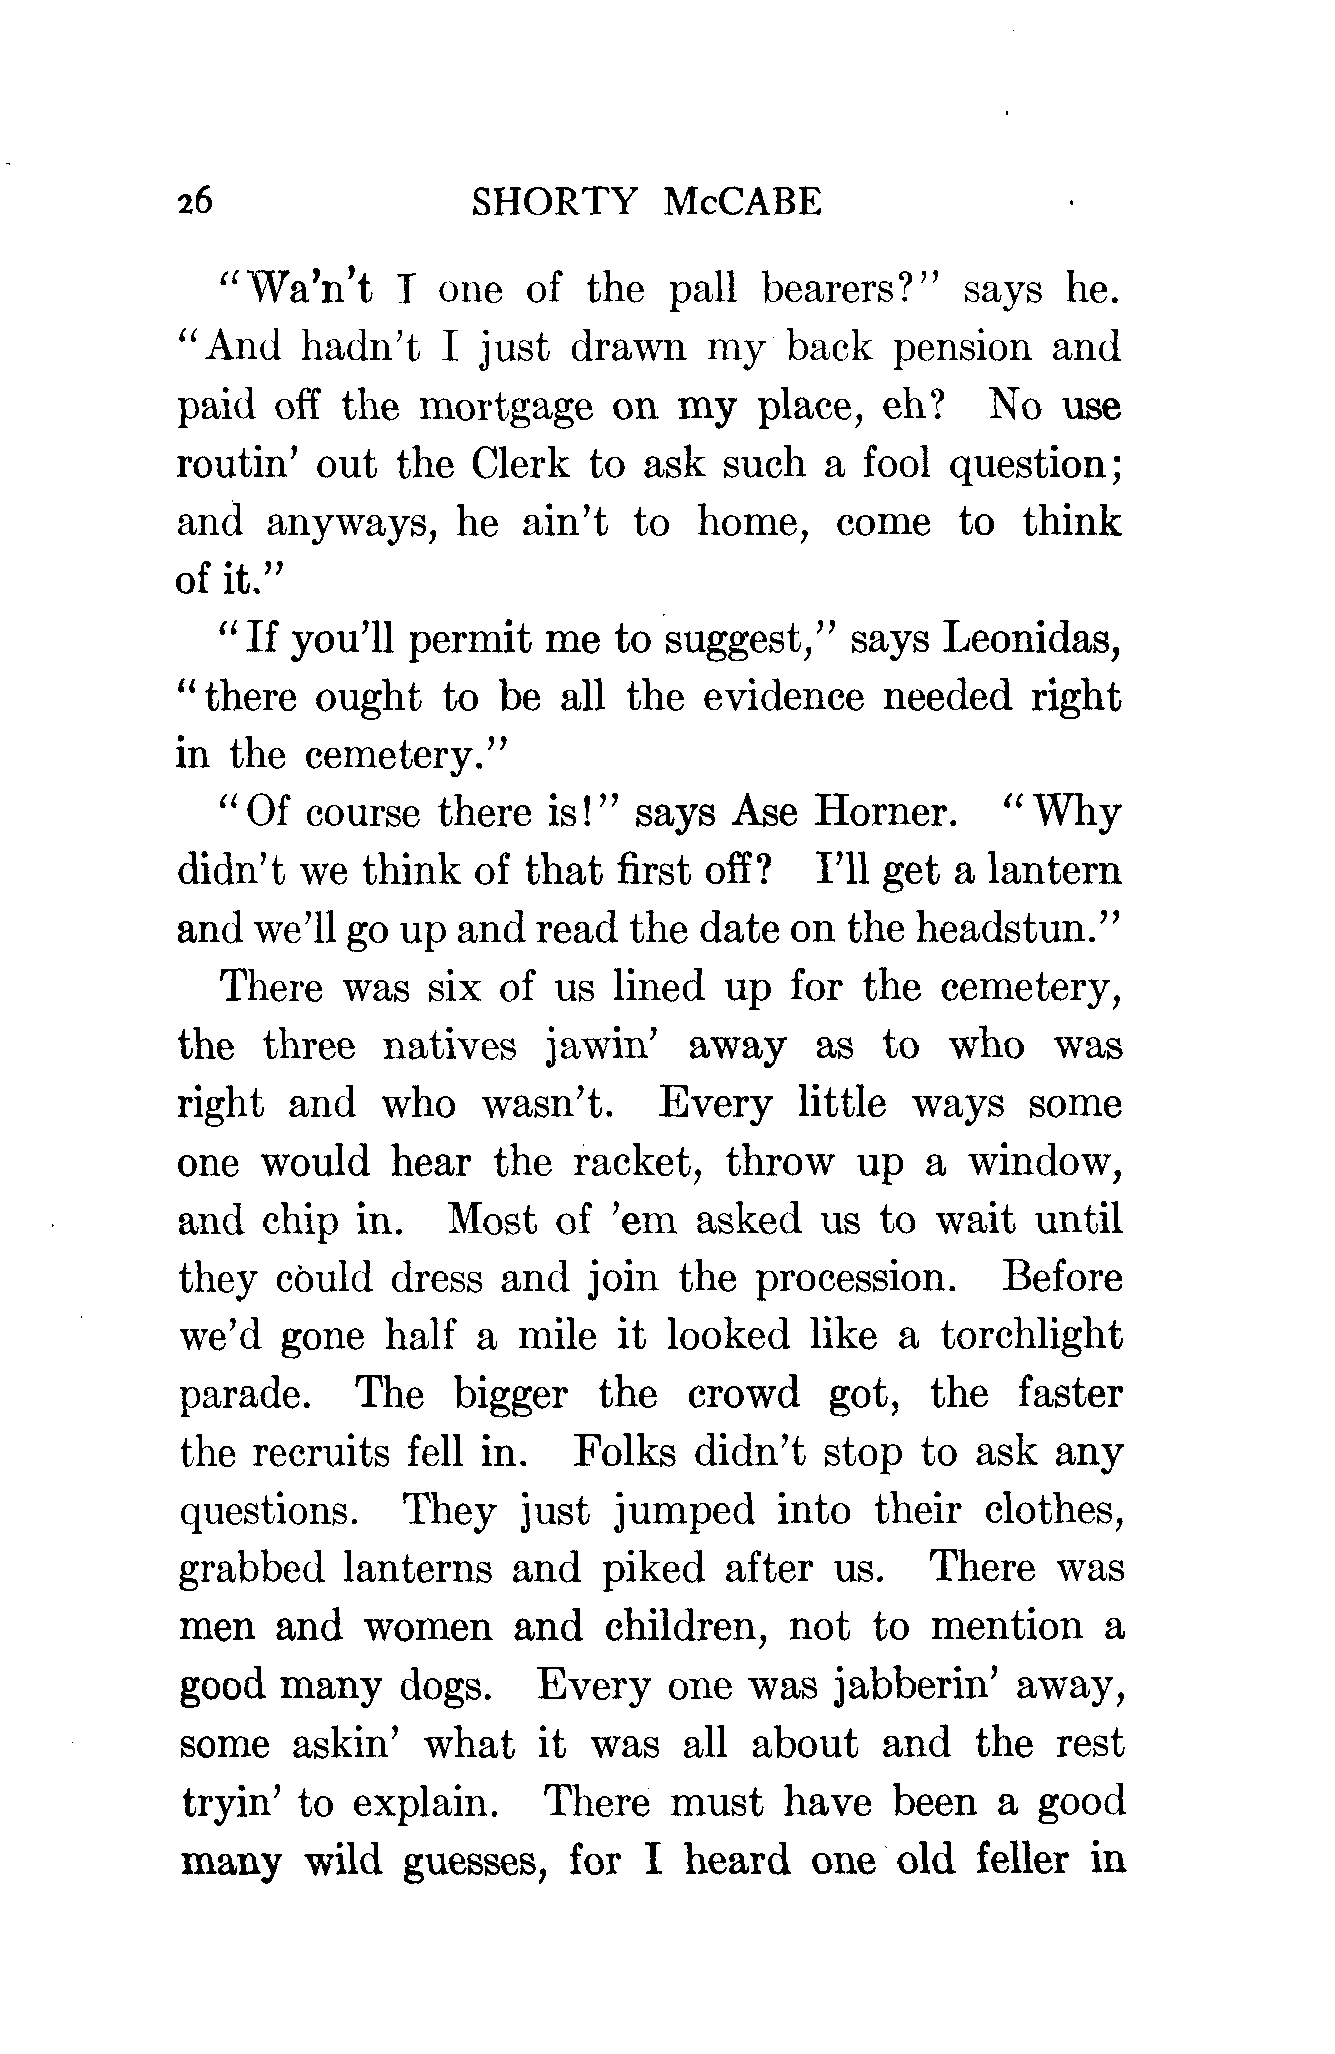 26 SHORTY McCABE
"Wa'n't I one of the pall bearers?" says he.
"And hadn't I just drawn my back pension and
paid off the mortgage on my place, eh? No use
routin' out the Clerk to ask such a fool question;
and anyways, he ain't to home, come to think
of it."
"If you'll permit me to suggest," says Leonidas,
"there ought to be all the evidence needed right
in the cemetery."
"Of course there is!" says Ase Horner. "Why
didn't we think of that first off? I'll get a lantern
and we'll go up and read the date on the headstun."
There was six of us lined up for the cemetery,
the three natives jawin' away as to who was
right and who wasn't. Every little ways some
one would hear the racket, throw up a window,
and chip in. Most of 'em asked us to wait until
they could dress and join the procession. Before
we'd gone half a mile it looked like a torchlight
parade. The bigger the crowd got, the faster
the recruits fell in. Folks didn't stop to ask any
questions. They just jumped into their clothes,
grabbed lanterns and piked after us. There was
men and women and children, not to mention a
good many dogs. Every one was jabberin' away,
some askin' what it was all about and the rest
tryin' to explain. There must have been a good
many wild guesses, for I heard one old feller in